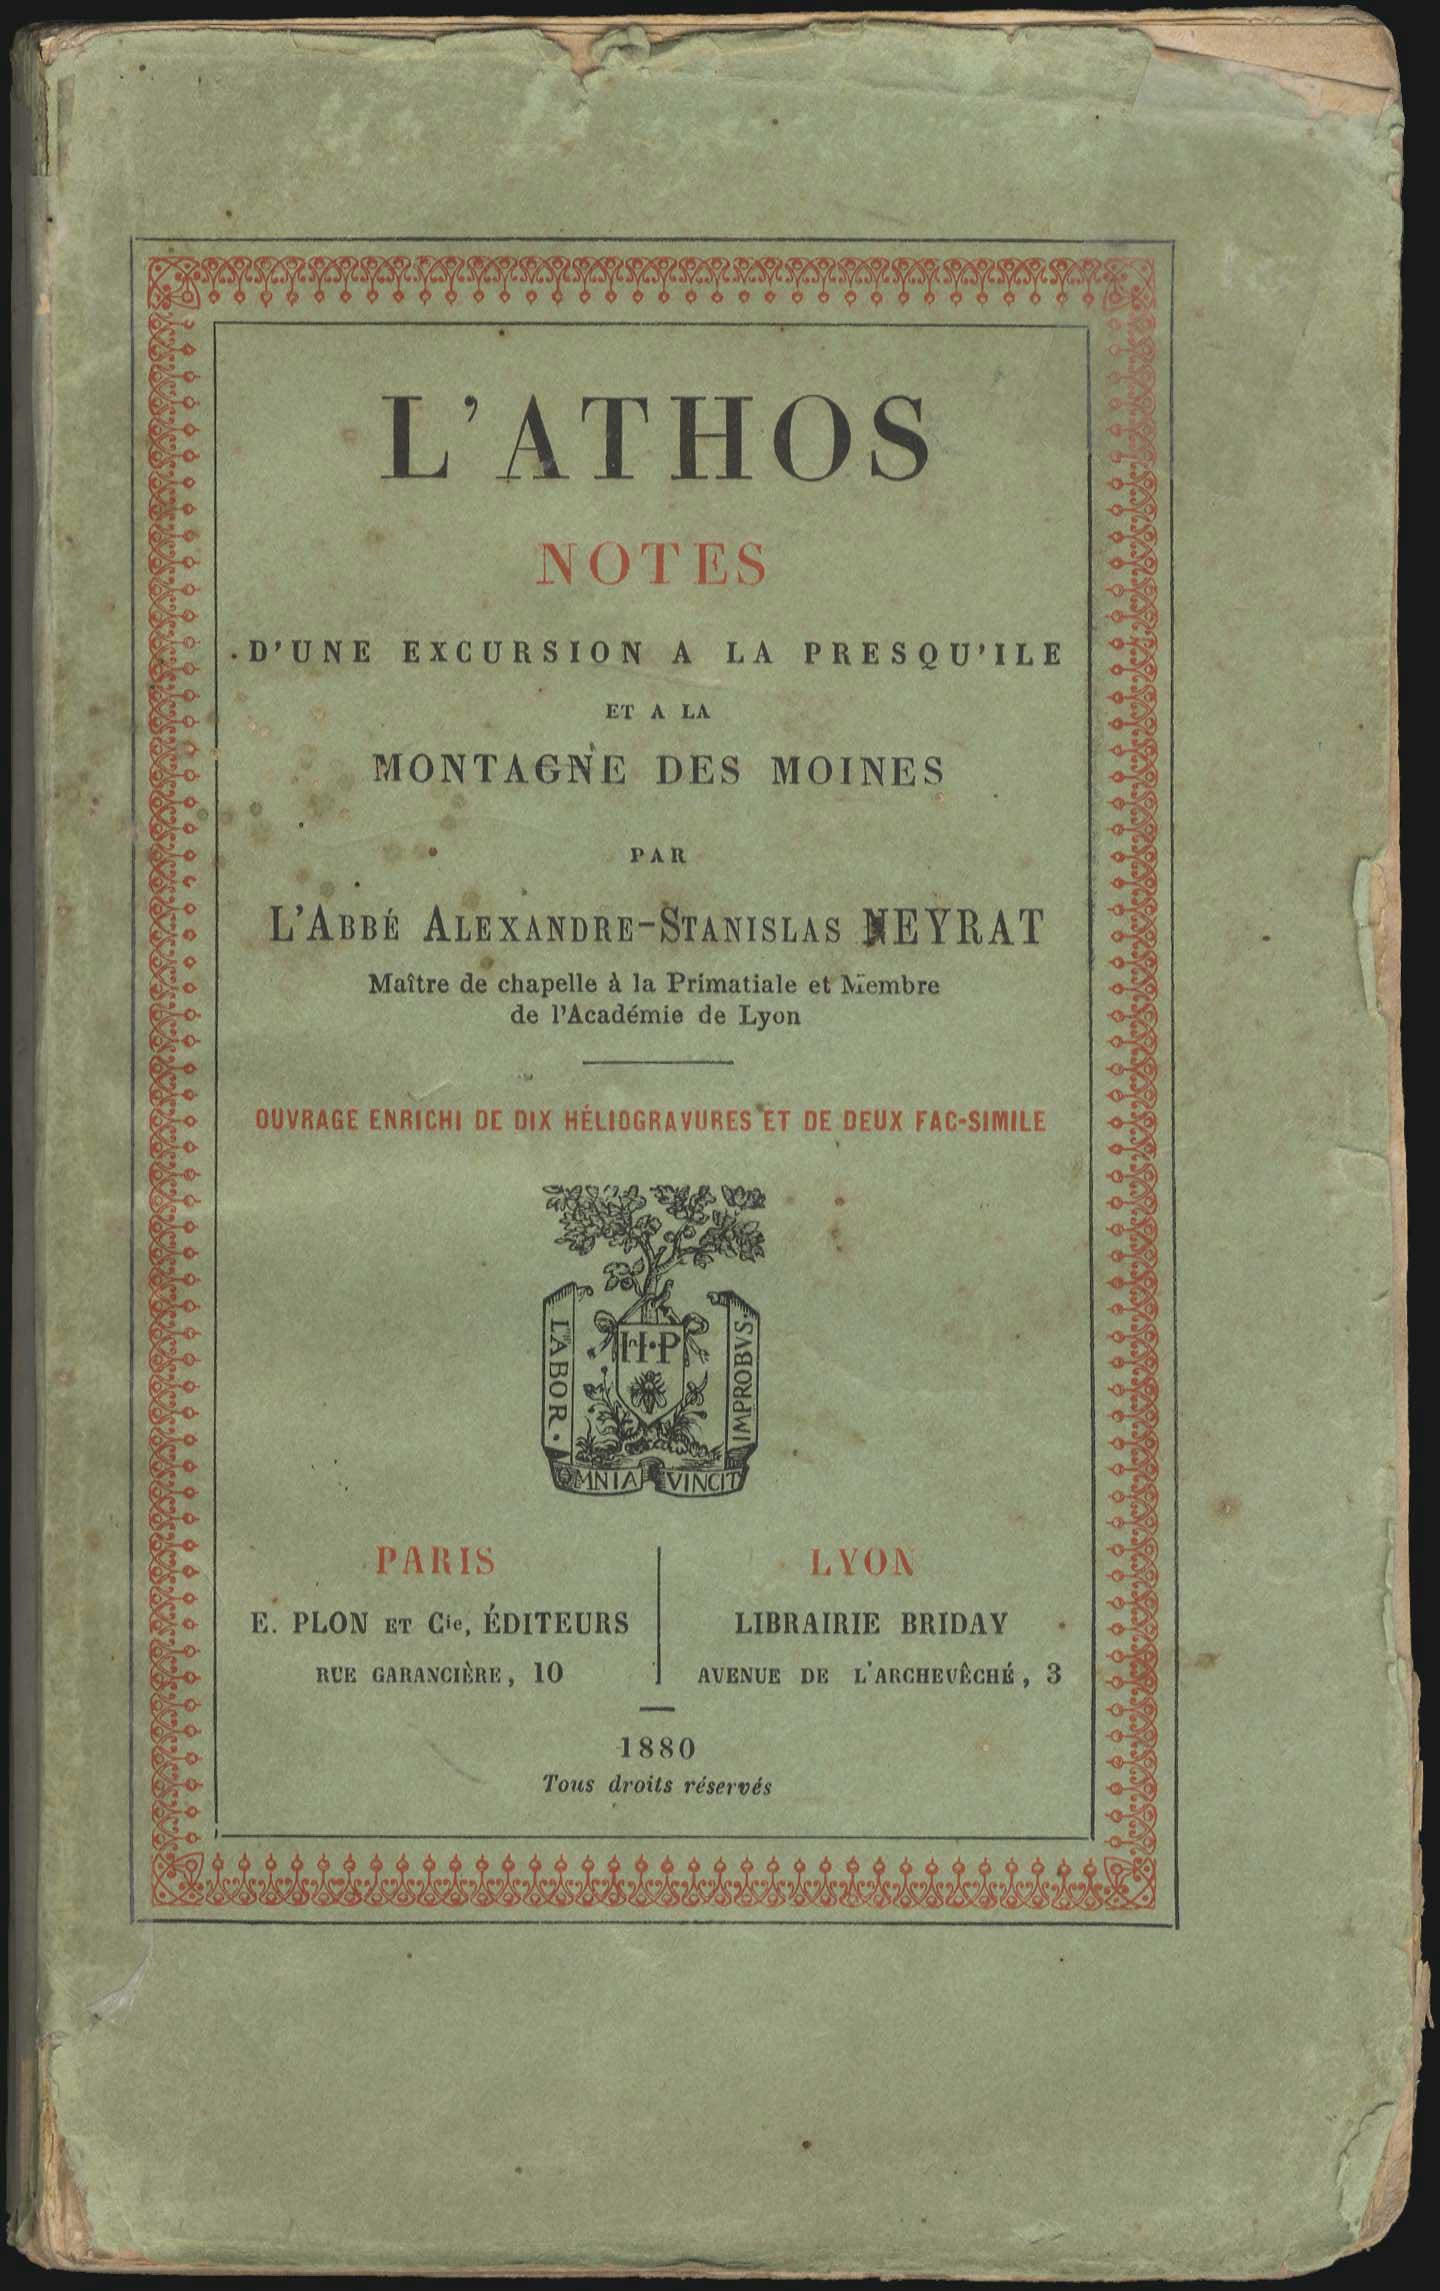 L'ATHOS
NOTES
D'UNE EXCURSION A LA PRESQU'ILE
ET A LA
MONTAGNE DES MOINES
PAR
L'ABBÉ ALEXANDRE-STANISLAS NEYRAT
Maître de chapelle à la Primatiale et Membre
de l'Académie de Lyon
OUVRAGE ENRICHI DE DIX HÉLIOGRAVURES ET DE DEUX FAC-SIMILE
H·P
LABOR·
IMPROBVS·
OMNIA VINCIT
PARIS
E. PLON ET Cie, ÉDITEURS
RUE GARANCIÈRE, 10
LYON
LIBRAIRIE BRIDAY
AVENUE DE L'ARCHEVÊCHÉ, 3
1880
Tous droits réservés